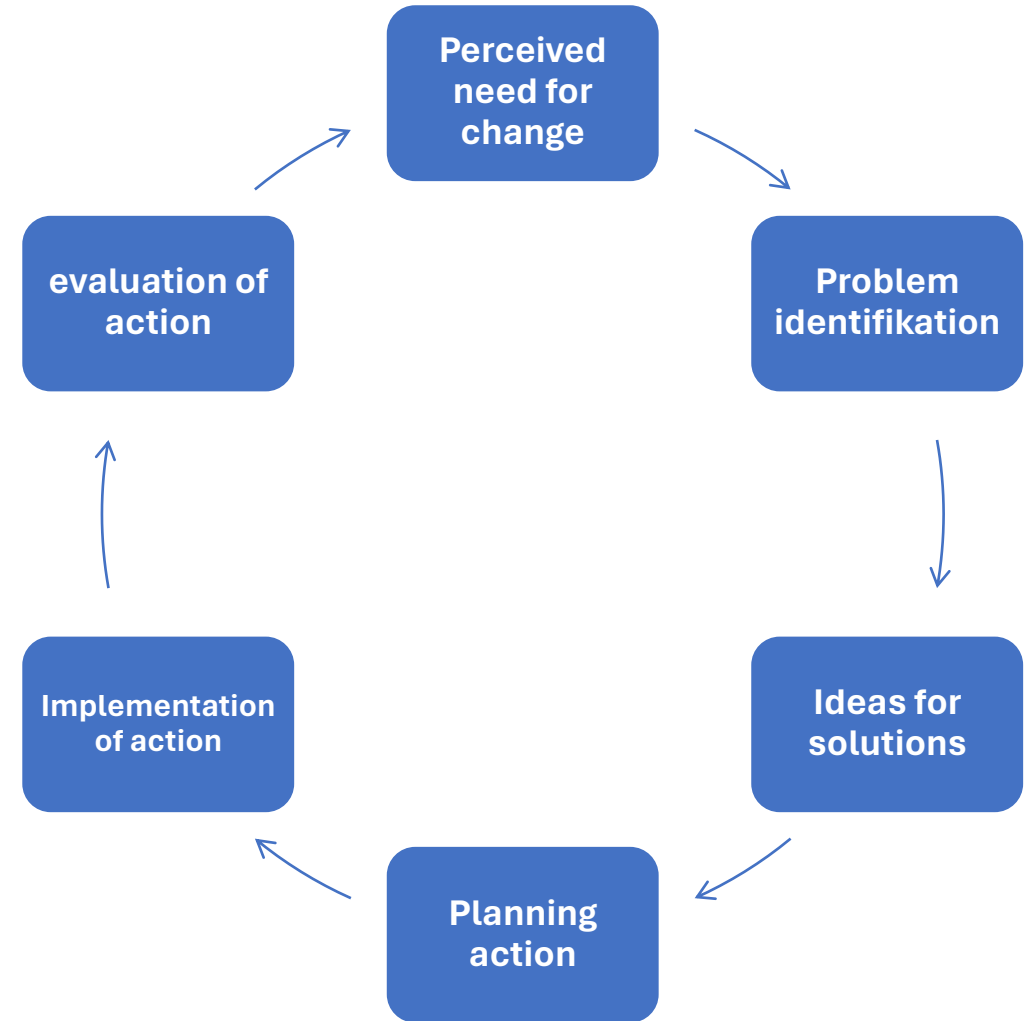 Perceived
need for
change
Problem
identifikation
Ideas for
solutions
Planning
action
Implementation
of action
evaluation of
action